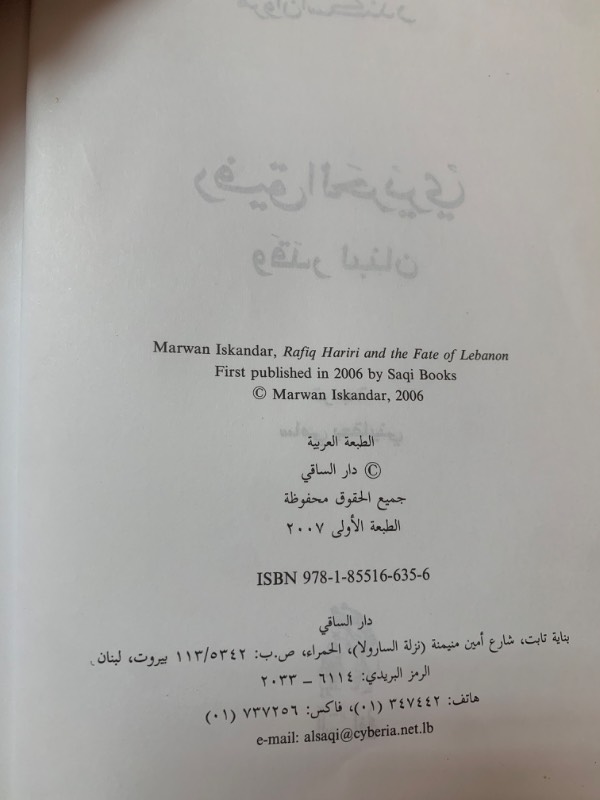 Marwan Iskandar, Rafiq Hariri and the Fate of Lebanon
First published in 2006 by Saqi Books
© Marwan Iskandar, 2006
الطبعة العربية
© دار الساقي
جميع الحقوق محفوظة
الطبعة الأولى ٢٠٠٧
ISBN 978-1-85516-635-6
دار الساقي
بناية تابت، شارع أمين منيمنة (نزلة السارولا)، الحمراء، ص.ب: ١١٣/٥٣٤٢ بيروت، لبنان
الرمز البريدي: ٦١١٤ – ٢٠٣٣
هاتف: ٣٤٧٤٤٢ (٠١)، فاكس: ٧٣٧٢٥٦ (٠١)
e-mail: alsaqi@cyberia.net.lb